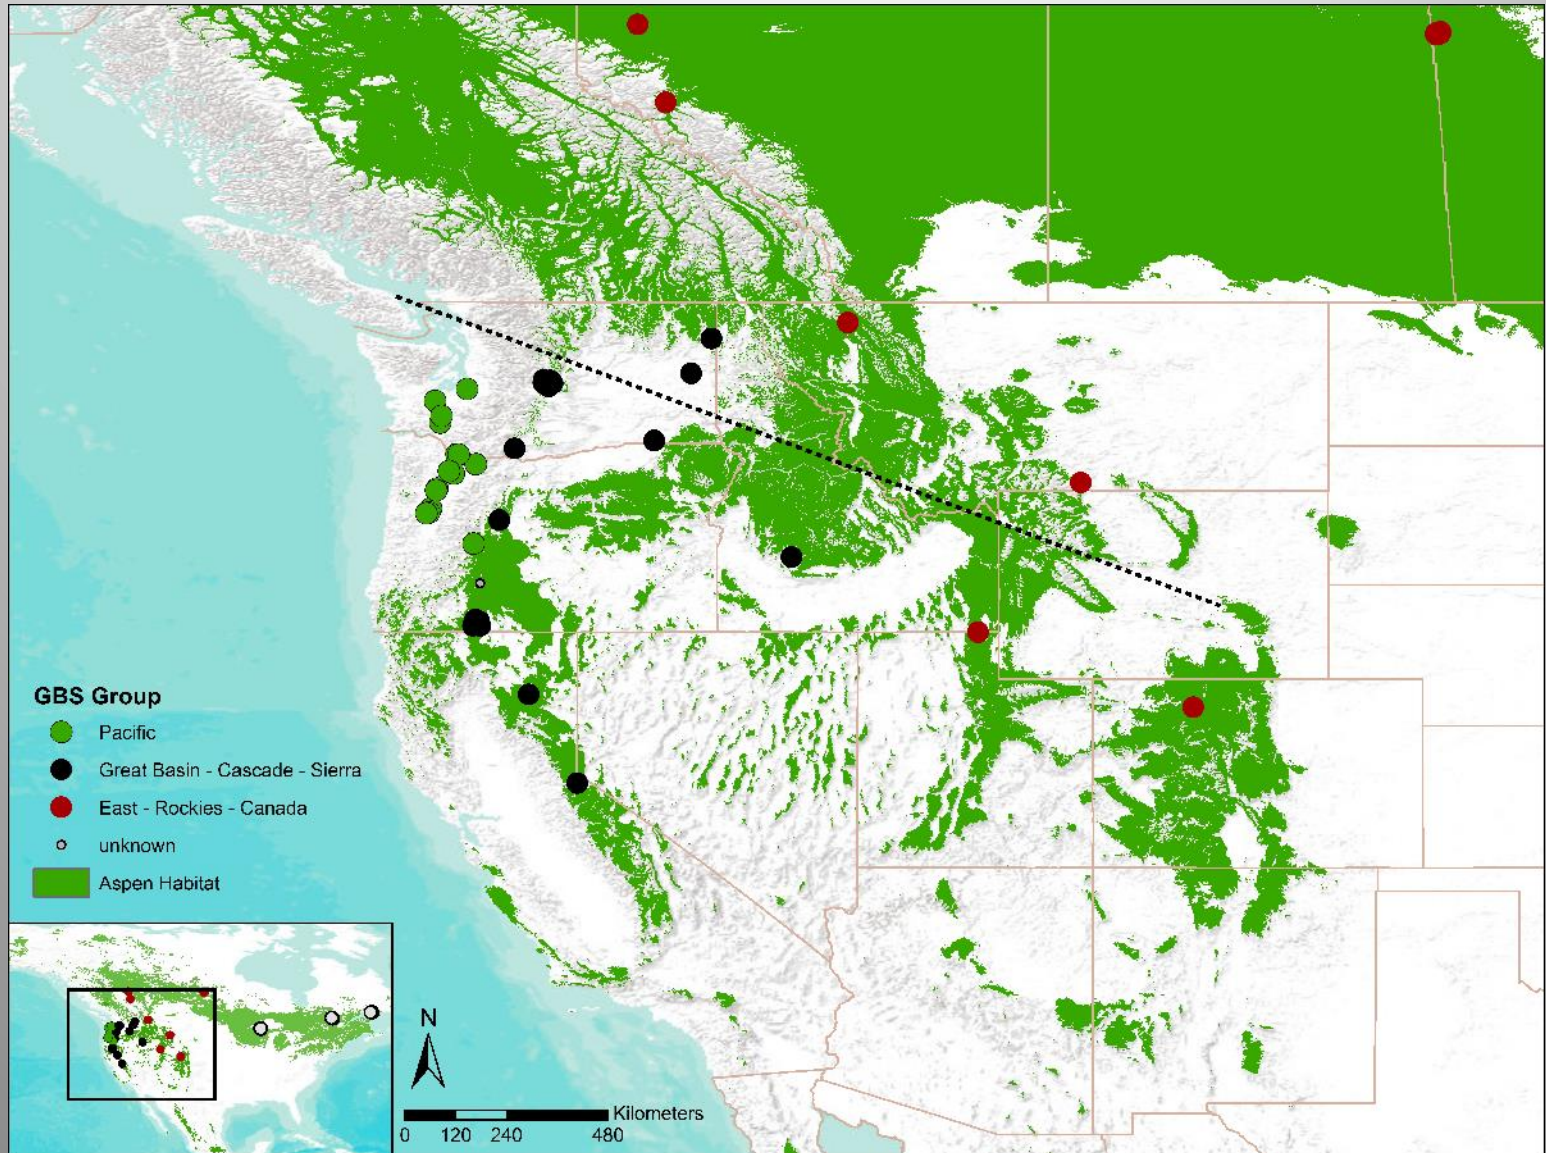 GBS Group
Pacific
Great Basin - Cascade - Sierra
East - Rockies - Canada
unknown
Aspen Habitat
N
Kilometers
0 120 240 480